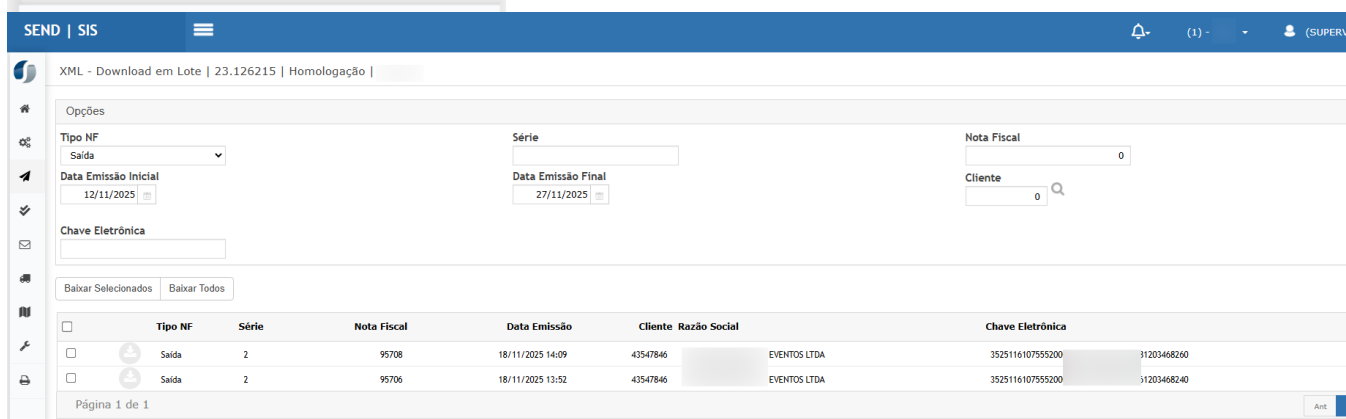 SEND | SIS (1) - (SUPERV
XML - Download em Lote | 23.126215 | Homologação |
Opções
Tipo NF Série Nota Fiscal
Saída 0
Data Emissão Inicial Data Emissão Final Cliente
12/11/2025 27/11/2025 0
Chave Eletrônica
Baixar Selecionados Baixar Todos
Tipo NF Série Nota Fiscal Data Emissão Cliente Razão Social Chave Eletrônica
Saída 2 95708 18/11/2025 14:09 43547846 EVENTOS LTDA 3525116107555200 31203468260
Saída 2 95706 18/11/2025 13:52 43547846 EVENTOS LTDA 3525116107555200 61203468240
Página 1 de 1 Ant